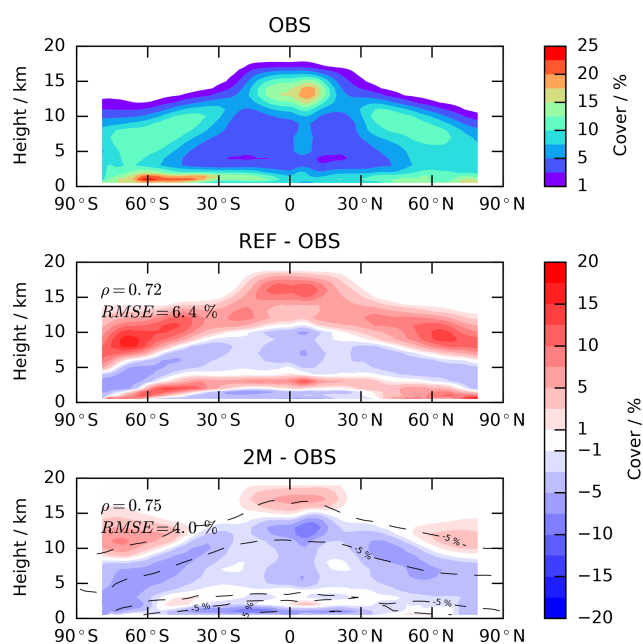 OBS
20
15
10
5
0
Height / km
90°S 60°S 30°S 0 30°N 60°N 90°N
25
20
15
10
5
1
Cover / %
REF - OBS
20
15
10
5
0
Height / km
ρ=0.72
RMSE=6.4 %
90°S 60°S 30°S 0 30°N 60°N 90°N
2M - OBS
20
15
10
5
0
Height / km
ρ=0.75
RMSE=4.0 %
-5 %
-5 %
-5 %
-5 %
-5%
90°S 60°S 30°S 0 30°N 60°N 90°N
20
15
10
5
1
−1
−5
−10
−15
−20
Cover / %